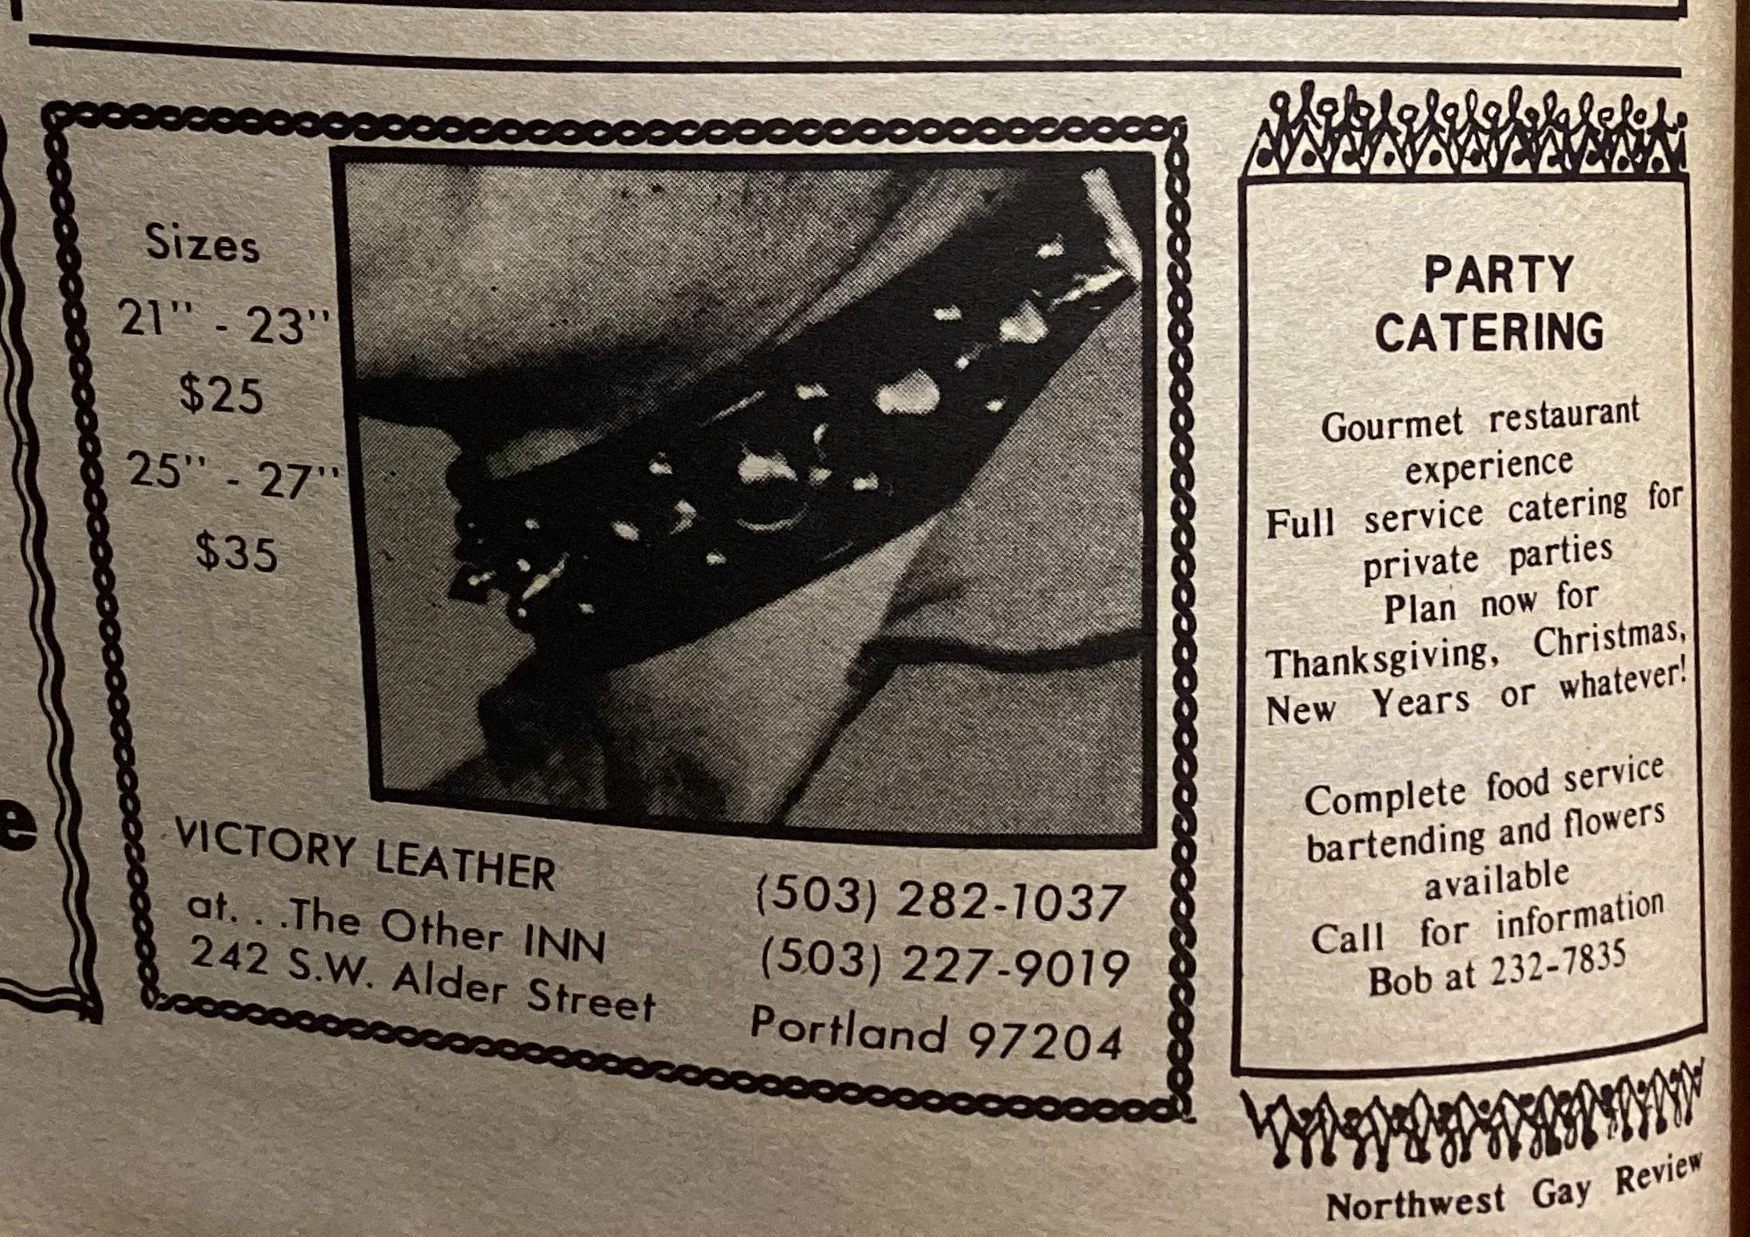 Sizes
21" - 23"
$25
25" - 27"
$35
VICTORY LEATHER
at. . .The Other INN
242 S.W. Alder Street
(503) 282-1037
(503) 227-9019
Portland 97204
PARTY
CATERING
Gourmet restaurant
experience
Full service catering for
private parties
Plan now for
Thanksgiving, Christmas,
New Years or whatever!
Complete food service
bartending and flowers
available
Call for information
Bob at 232-7835
Northwest Gay Review
e